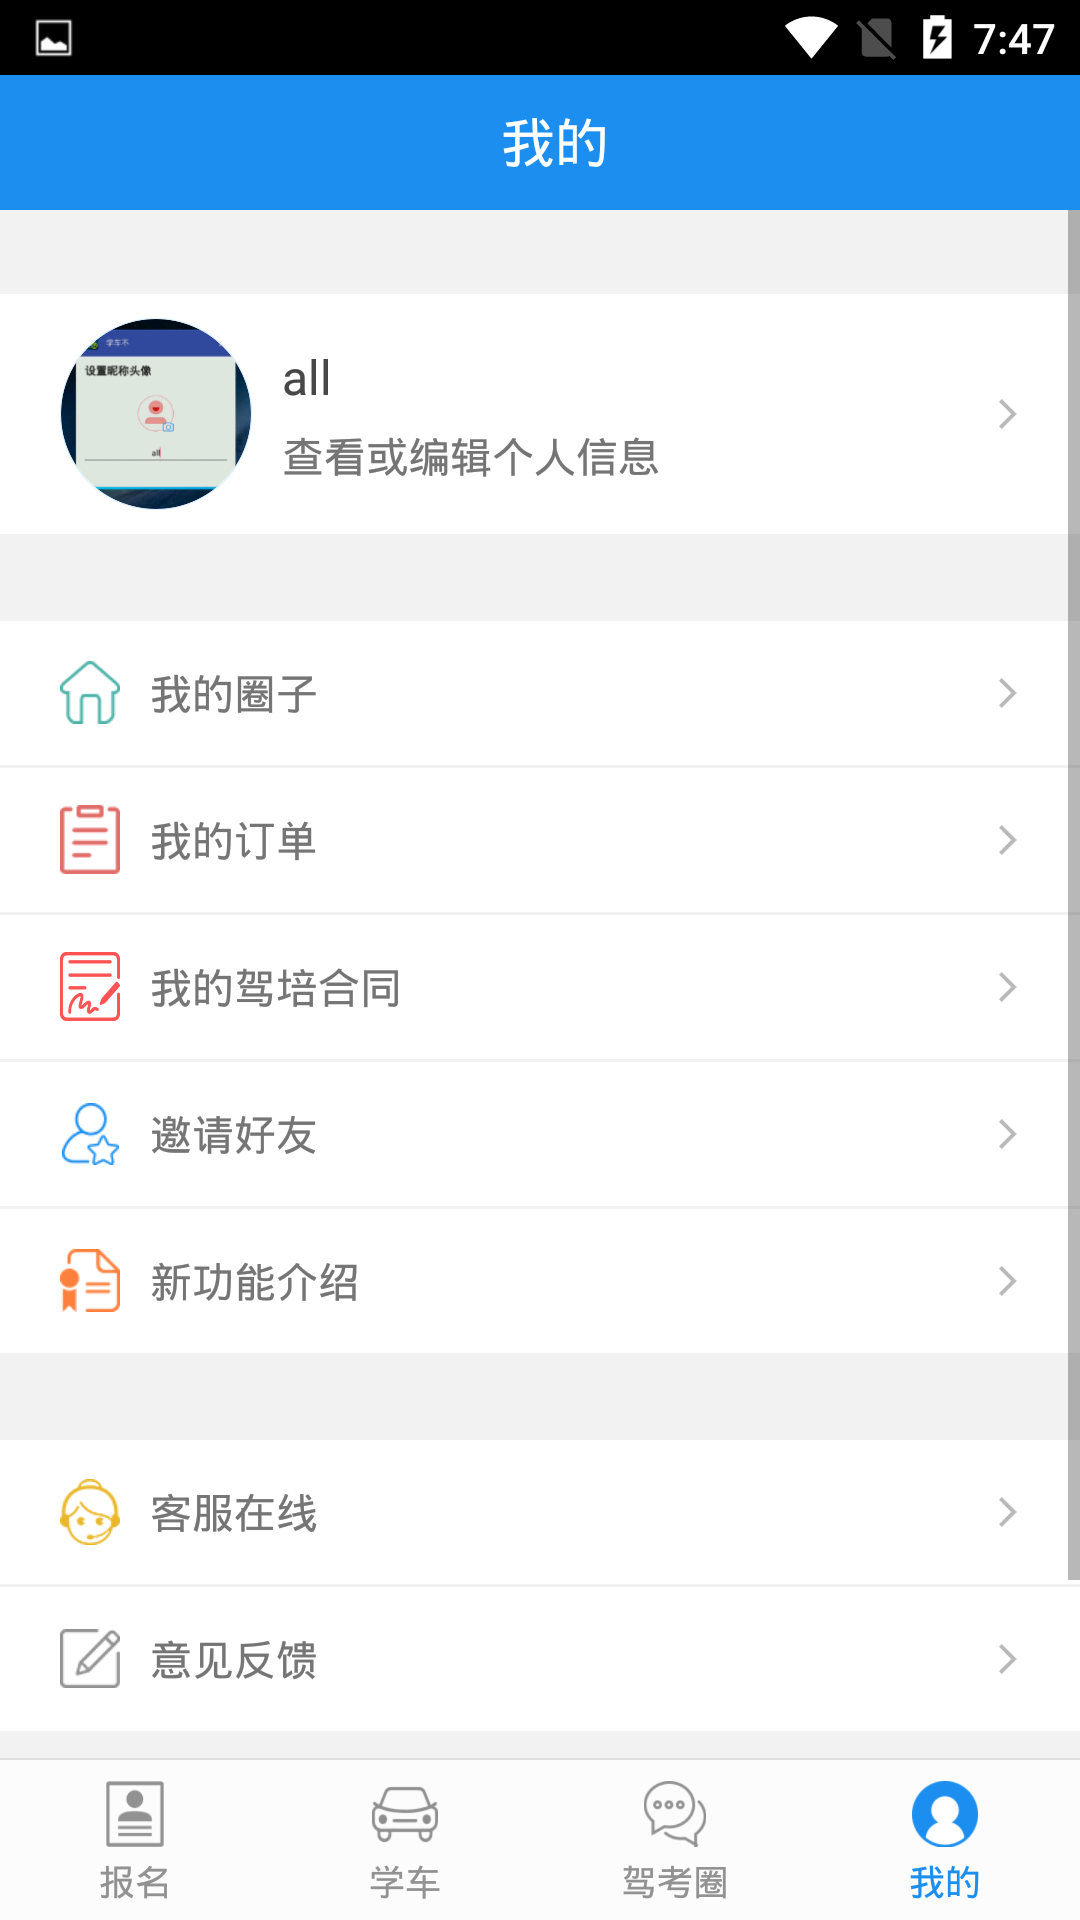 7:47
我的
学车不
设置昵称头像
all
all
查看或编辑个人信息
我的圈子
我的订单
我的驾培合同
邀请好友
新功能介绍
客服在线
意见反馈
报名
学车
驾考圈
我的